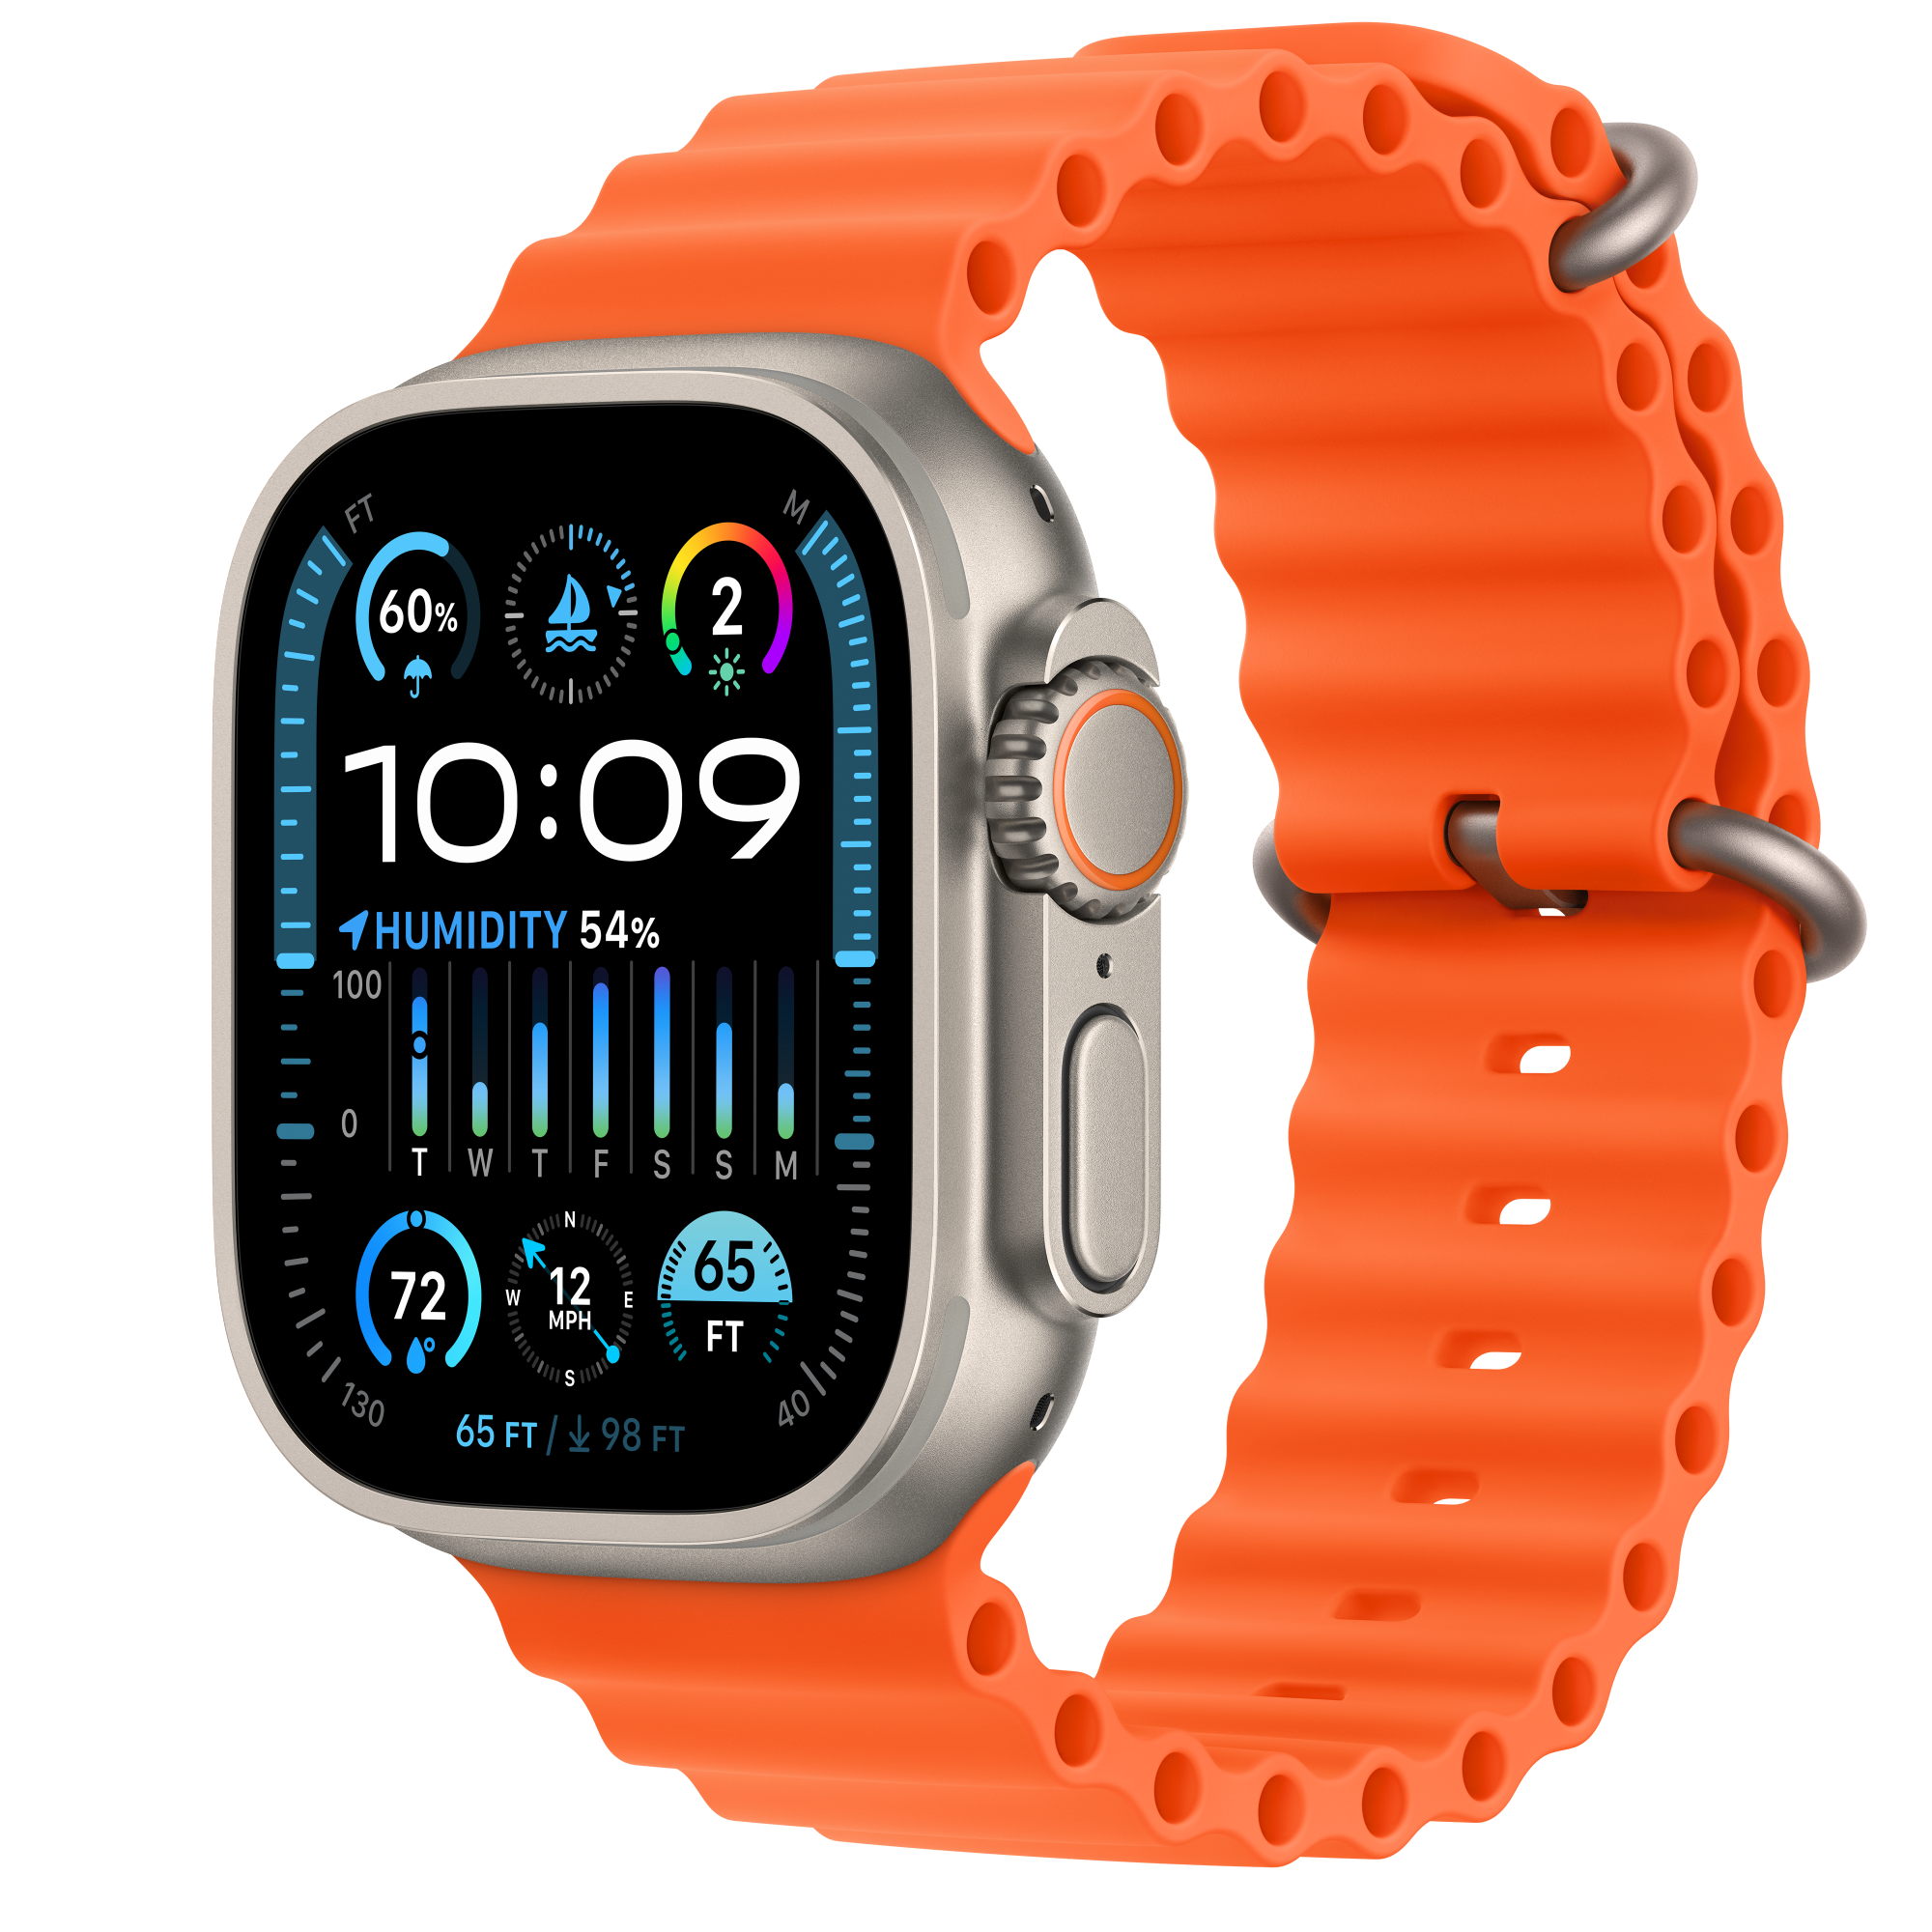 FT
M
60%
2
10:09
HUMIDITY 54%
100
0
T W T F S S M
72
N
W
E
S
12
MPH
65
FT
130
40
65 FT / ↓ 98 FT